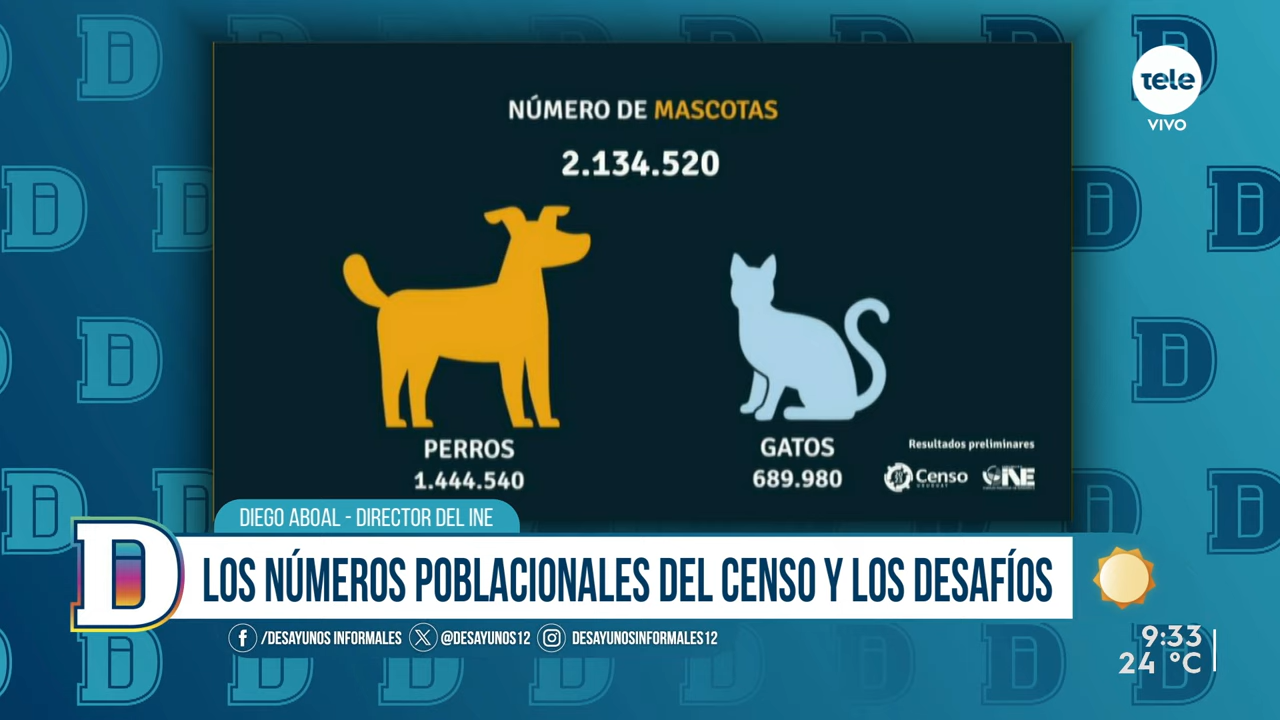 NÚMERO DE MASCOTAS
2.134.520
PERROS
1.444.540
GATOS
689.980
Resultados preliminares
Censo
URUGUAY
INE
tele
VIVO
DIEGO ABOAL - DIRECTOR DEL INE
D
LOS NÚMEROS POBLACIONALES DEL CENSO Y LOS DESAFÍOS
/DESAYUNOS INFORMALES @DESAYUNOS12 DESAYUNOSINFORMALES12
9:33
24 °C